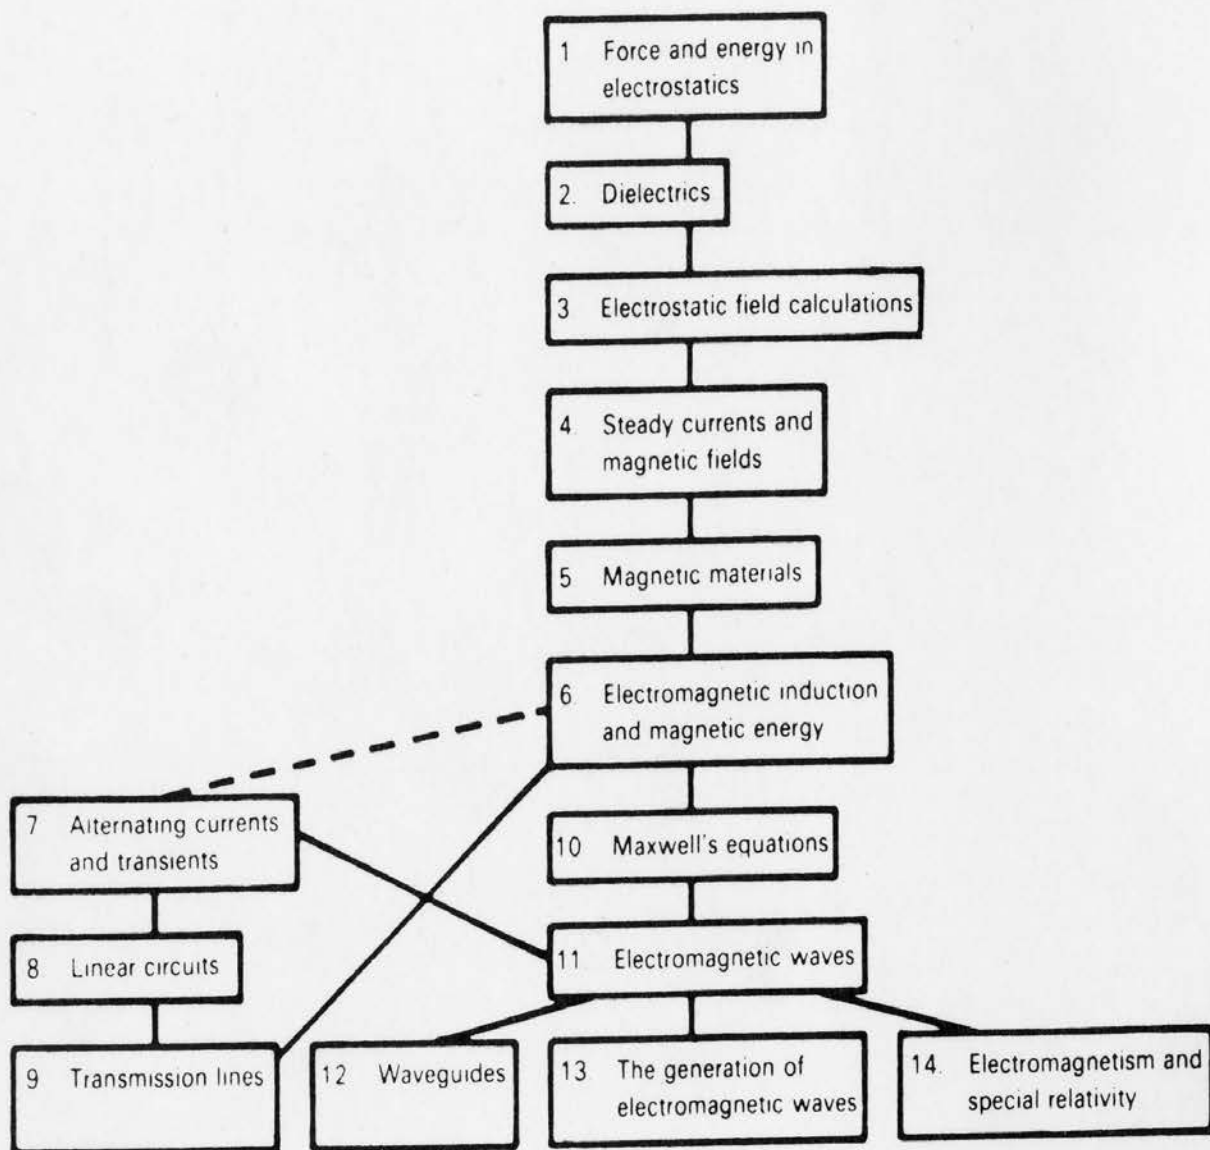 1 Force and energy in
electrostatics
2. Dielectrics
3 Electrostatic field calculations
4. Steady currents and
magnetic fields
5 Magnetic materials
6. Electromagnetic induction
and magnetic energy
7 Alternating currents
and transients
10 Maxwell's equations
8. Linear circuits
11. Electromagnetic waves
9 Transmission lines
12 Waveguides
13. The generation of
electromagnetic waves
14. Electromagnetism and
special relativity